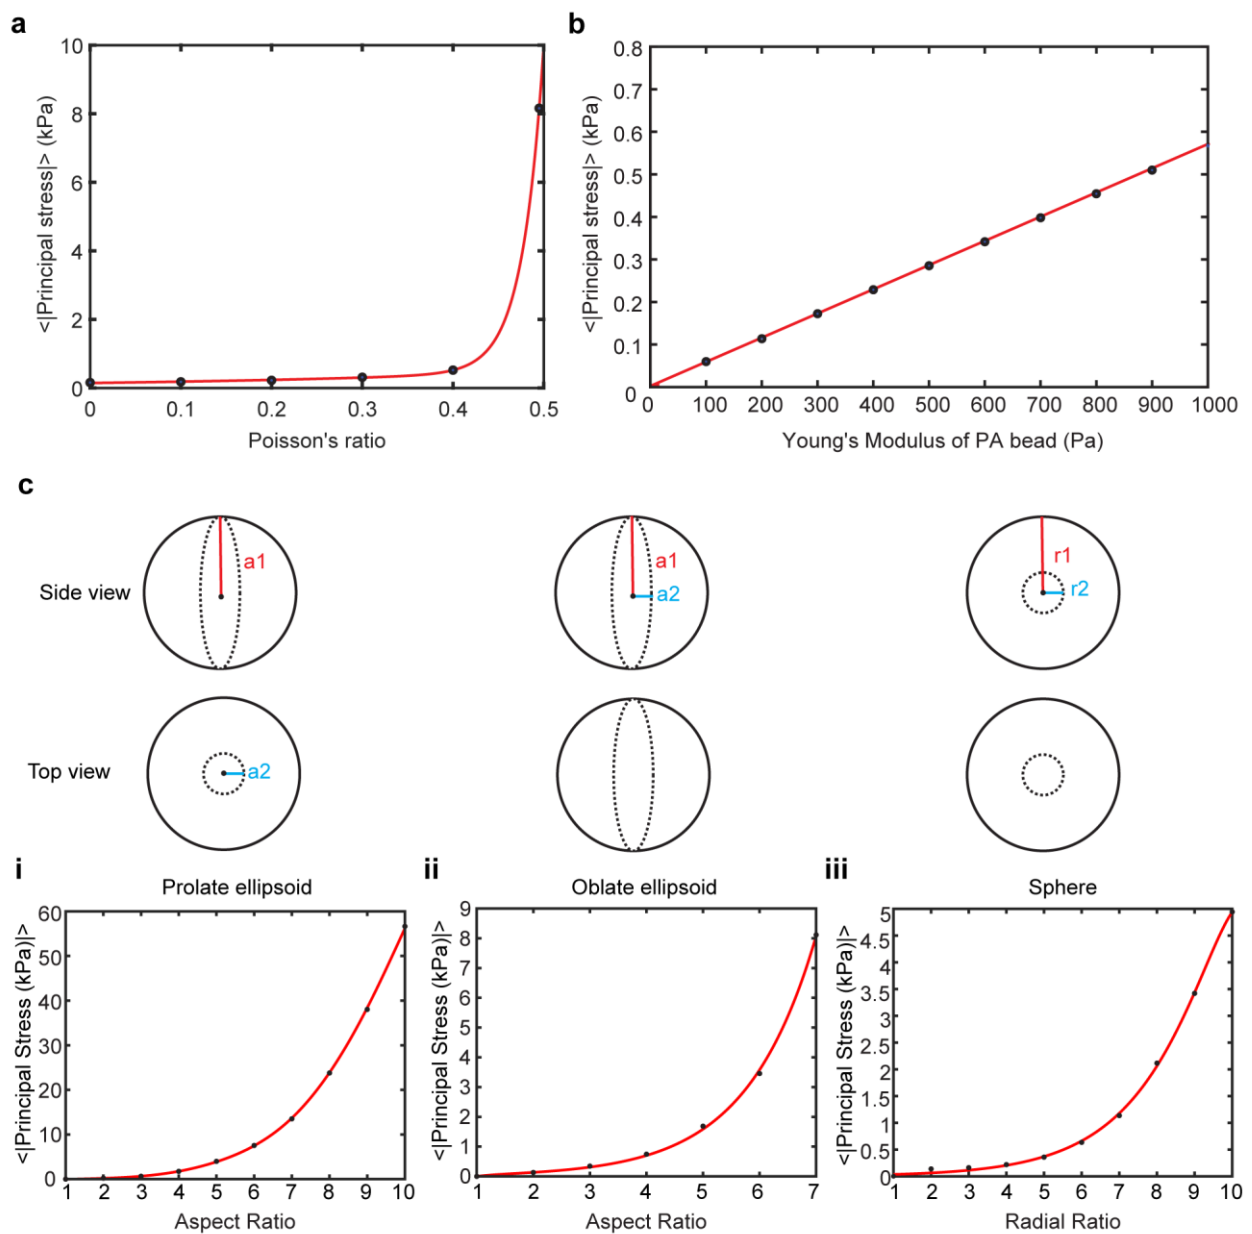 a
10
8
6
4
2
0
<|Principal stress|> (kPa)
0 0.1 0.2 0.3 0.4 0.5
Poisson's ratio
b
0.8
0.7
0.6
0.5
0.4
0.3
0.2
0.1
0
<|Principal stress|> (kPa)
0 100 200 300 400 500 600 700 800 900 1000
Young's Modulus of PA bead (Pa)
c
Side view
a1
a1
a2
r1
r2
Top view
a2
i
Prolate ellipsoid
60
50
40
30
20
10
0
<|Principal Stress (kPa)|>
1 2 3 4 5 6 7 8 9 10
Aspect Ratio
ii
Oblate ellipsoid
9
8
7
6
5
4
3
2
1
0
<|Principal Stress (kPa)|>
1 2 3 4 5 6 7
Aspect Ratio
iii
Sphere
5
4.5
4
3.5
3
2.5
2
1.5
1
0.5
0
<|Principal Stress (kPa)|>
1 2 3 4 5 6 7 8 9 10
Radial Ratio